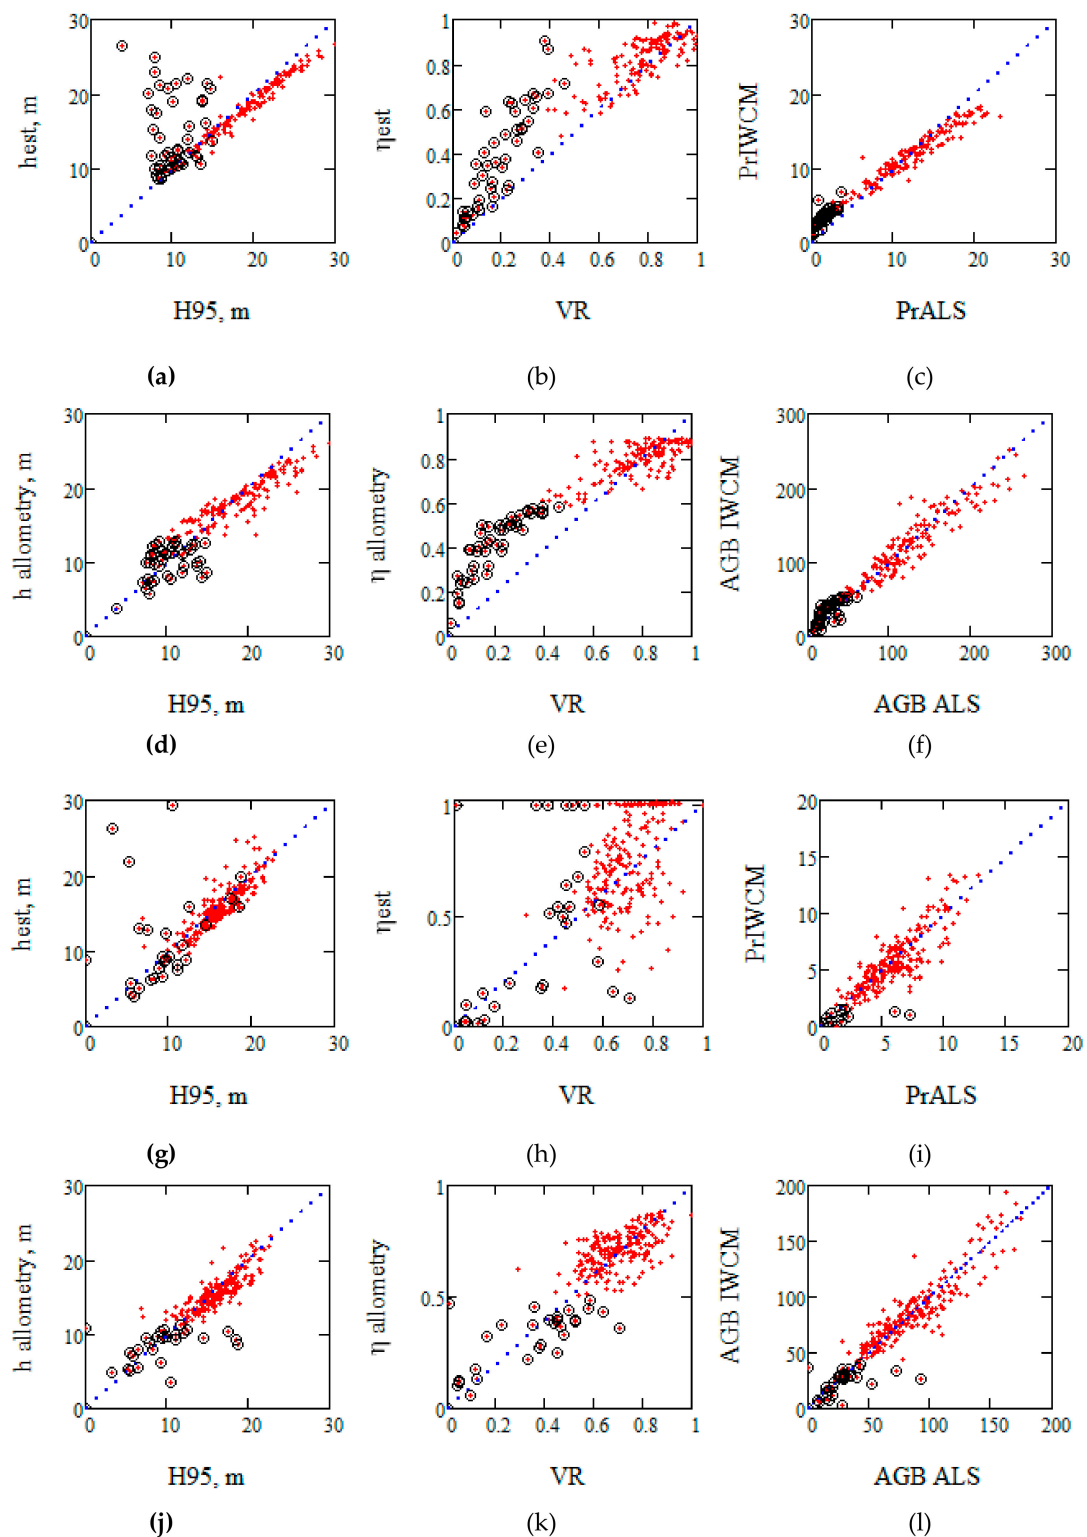 30
20
10
0
hest, m
0 10 20 30
H95, m
(a)
1
0.8
0.6
0.4
0.2
0
ηest
0 0.2 0.4 0.6 0.8 1
VR
(b)
30
20
10
0
PrIWCM
0 10 20 30
PrALS
(c)
30
20
10
0
h allometry, m
0 10 20 30
H95, m
(d)
1
0.8
0.6
0.4
0.2
0
η allometry
0 0.2 0.4 0.6 0.8 1
VR
(e)
300
200
100
0
AGB IWCM
0 100 200 300
AGB ALS
(f)
30
20
10
0
hest, m
0 10 20 30
H95, m
(g)
1
0.5
0
ηest
0 0.2 0.4 0.6 0.8 1
VR
(h)
20
15
10
5
0
PrIWCM
0 5 10 15 20
PrALS
(i)
30
20
10
0
h allometry, m
0 10 20 30
H95, m
(j)
1
0.5
0
η allometry
0 0.2 0.4 0.6 0.8 1
VR
(k)
200
150
100
50
0
AGB IWCM
0 50 100 150 200
AGB ALS
(l)